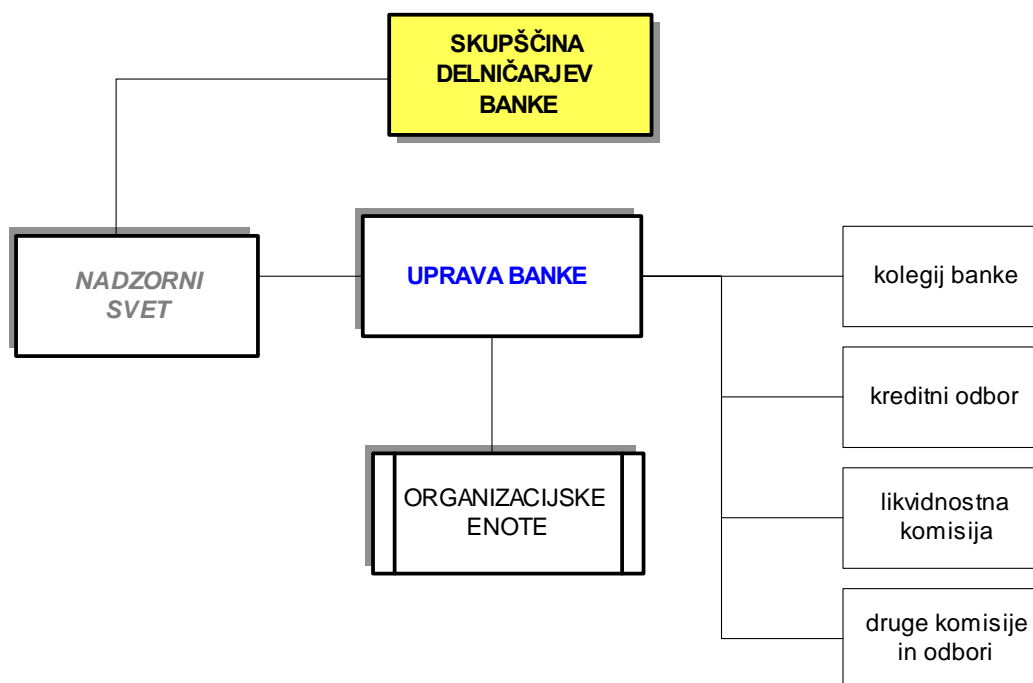 SKUPŠČINA
DELNIČARJEV
BANKE
NADZORNI
SVET
UPRAVA BANKE
kolegij banke
kreditni odbor
ORGANIZACIJSKE
ENOTE
likvidnostna
komisija
druge komisije
in odbori